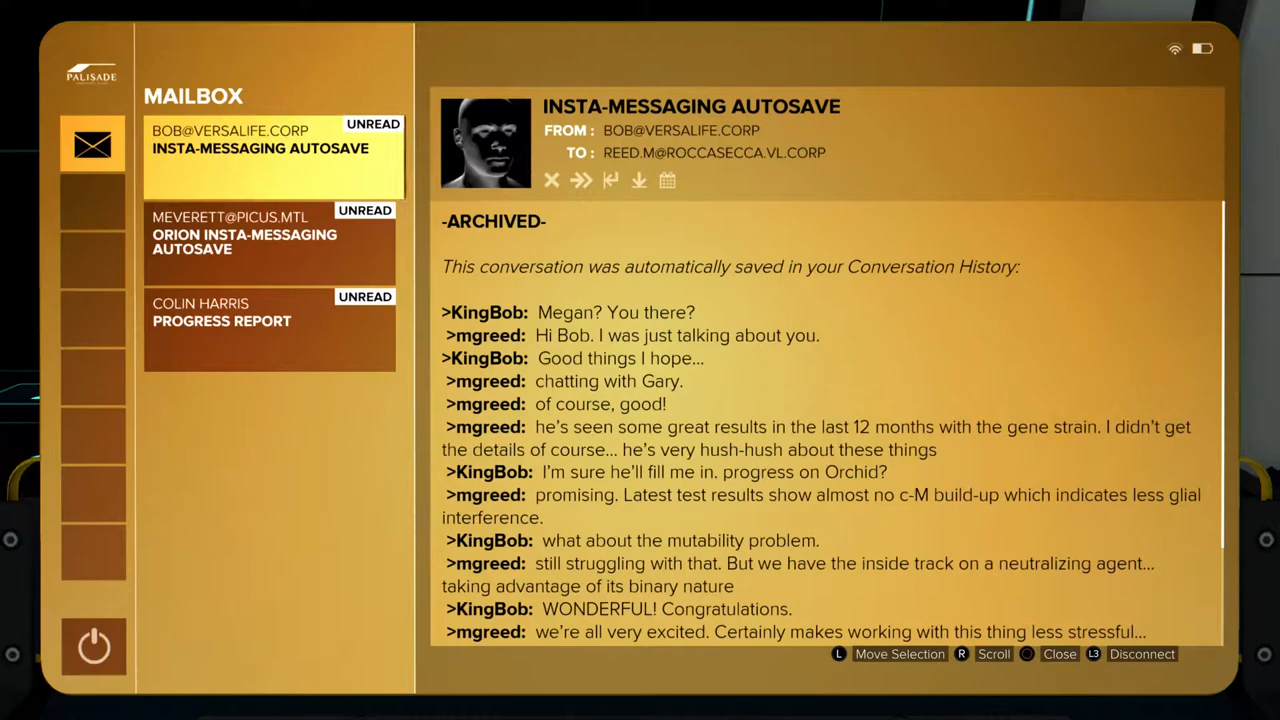 PALISADE
MAILBOX
BOB@VERSALIFE.CORP
UNREAD
INSTA-MESSAGING AUTOSAVE
MEVERETT@PICUS.MTL
UNREAD
ORION INSTA-MESSAGING
AUTOSAVE
COLIN HARRIS
UNREAD
PROGRESS REPORT
INSTA-MESSAGING AUTOSAVE
FROM : BOB@VERSALIFE.CORP
TO : REED.M@ROCCASECCA.VL.CORP
-ARCHIVED-
This conversation was automatically saved in your Conversation History:
>KingBob: Megan? You there?
>mgreed: Hi Bob. I was just talking about you.
>KingBob: Good things I hope...
>mgreed: chatting with Gary.
>mgreed: of course, good!
>mgreed: he's seen some great results in the last 12 months with the gene strain. I didn't get
the details of course... he's very hush-hush about these things
>KingBob: I'm sure he'll fill me in. progress on Orchid?
>mgreed: promising. Latest test results show almost no c-M build-up which indicates less glial
interference.
>KingBob: what about the mutability problem.
>mgreed: still struggling with that. But we have the inside track on a neutralizing agent...
taking advantage of its binary nature
>KingBob: WONDERFUL! Congratulations.
>mgreed: we're all very excited. Certainly makes working with this thing less stressful...
L Move Selection R Scroll Close L3 Disconnect